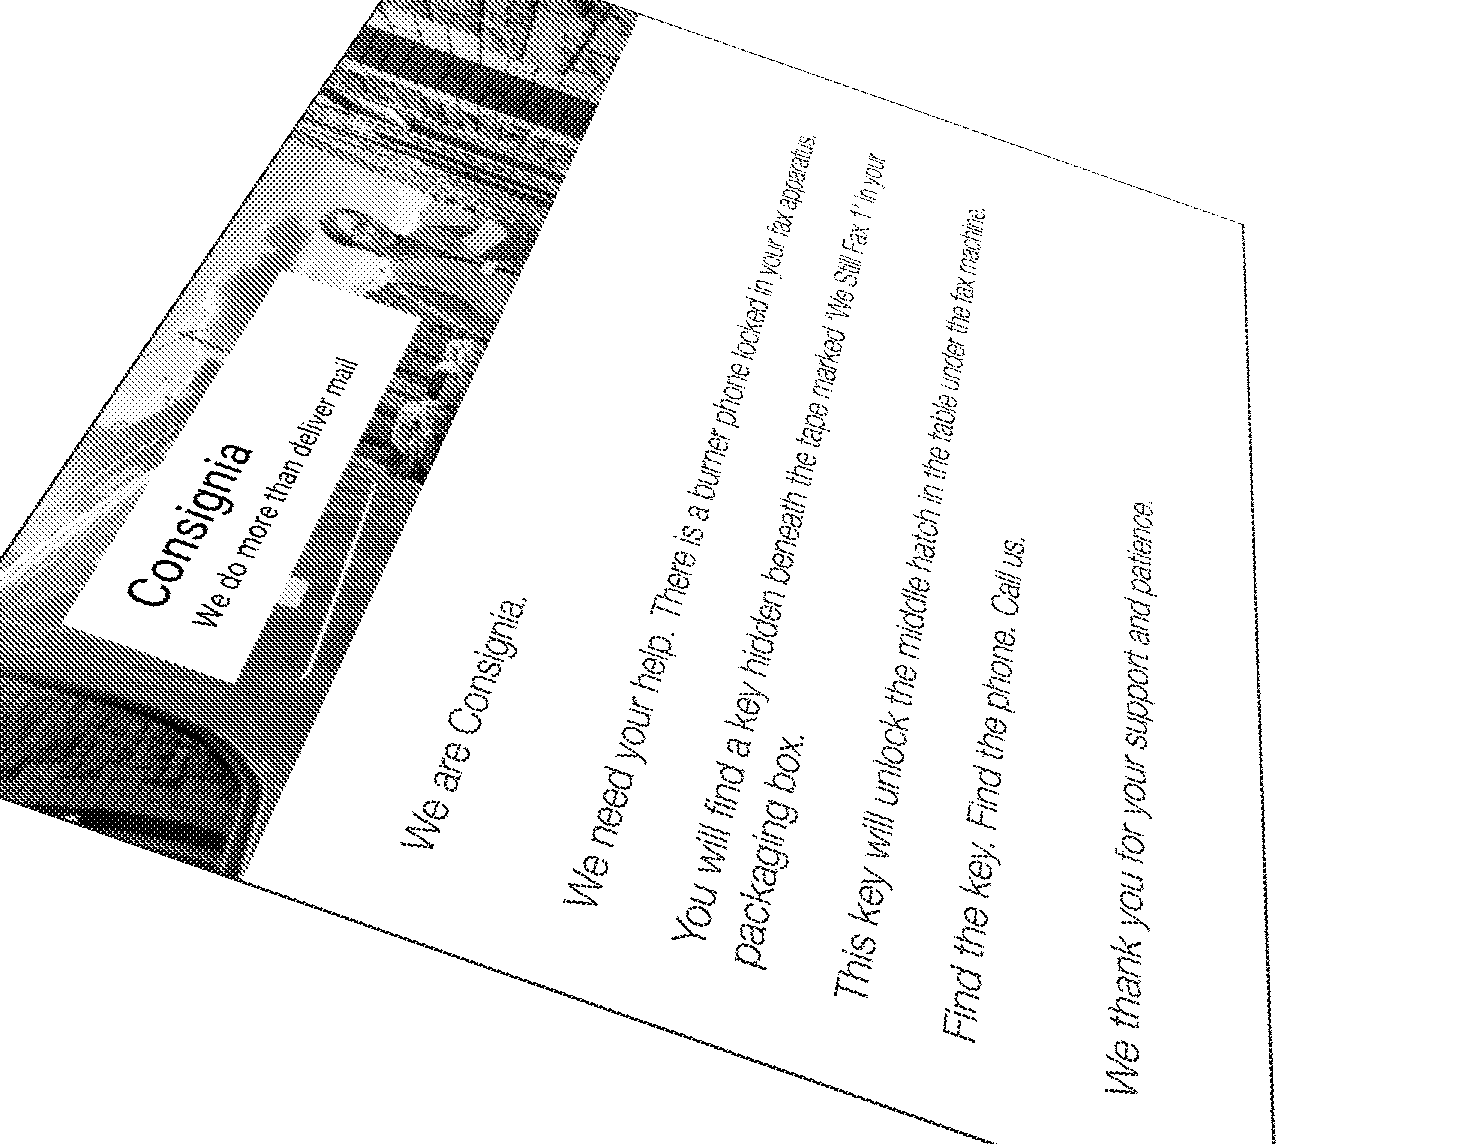 Consignia
We do more than deliver mail
We are Consignia.
We need your help. There is a burner phone locked in your fax apparatus.
You will find a key hidden beneath the tape marked 'We Still Fax 1' in your
packaging box.
This key will unlock the middle hatch in the table under the fax machine.
Find the key. Find the phone. Call us.
We thank you for your support and patience.